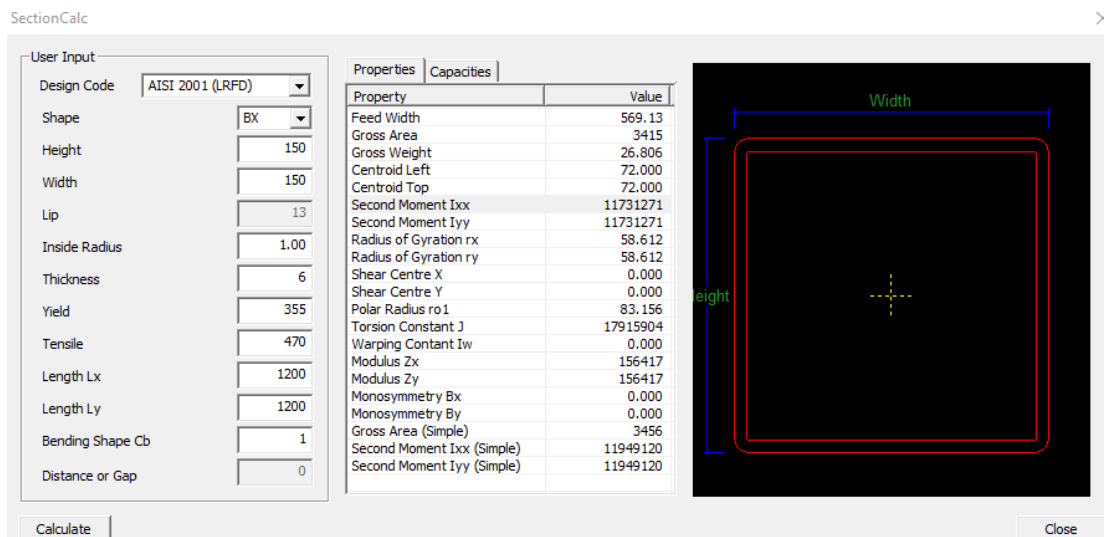 SectionCalc
User Input
Design Code AISI 2001 (LRFD)
Shape BX
Height 150
Width 150
Lip 13
Inside Radius 1.00
Thickness 6
Yield 355
Tensile 470
Length Lx 1200
Length Ly 1200
Bending Shape Cb 1
Distance or Gap 0
Calculate
Properties Capacities
Property Value
Feed Width 569.13
Gross Area 3415
Gross Weight 26.806
Centroid Left 72.000
Centroid Top 72.000
Second Moment Ixx 11731271
Second Moment Iyy 11731271
Radius of Gyration rx 58.612
Radius of Gyration ry 58.612
Shear Centre X 0.000
Shear Centre Y 0.000
Polar Radius ro1 83.156
Torsion Constant J 17915904
Warping Contant Iw 0.000
Modulus Zx 156417
Modulus Zy 156417
Monosymmetry Bx 0.000
Monosymmetry By 0.000
Gross Area (Simple) 3456
Second Moment Ixx (Simple) 11949120
Second Moment Iyy (Simple) 11949120
Width
eight
Close